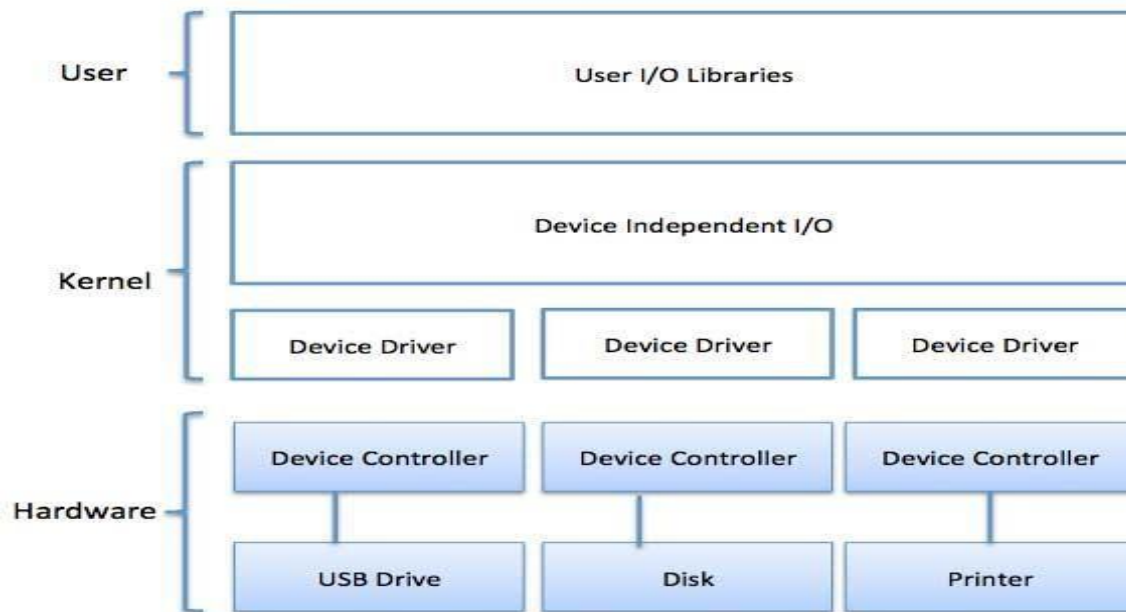 User
User I/O Libraries
Device Independent I/O
Kernel
Device Driver
Device Driver
Device Driver
Device Controller
Device Controller
Device Controller
Hardware
USB Drive
Disk
Printer